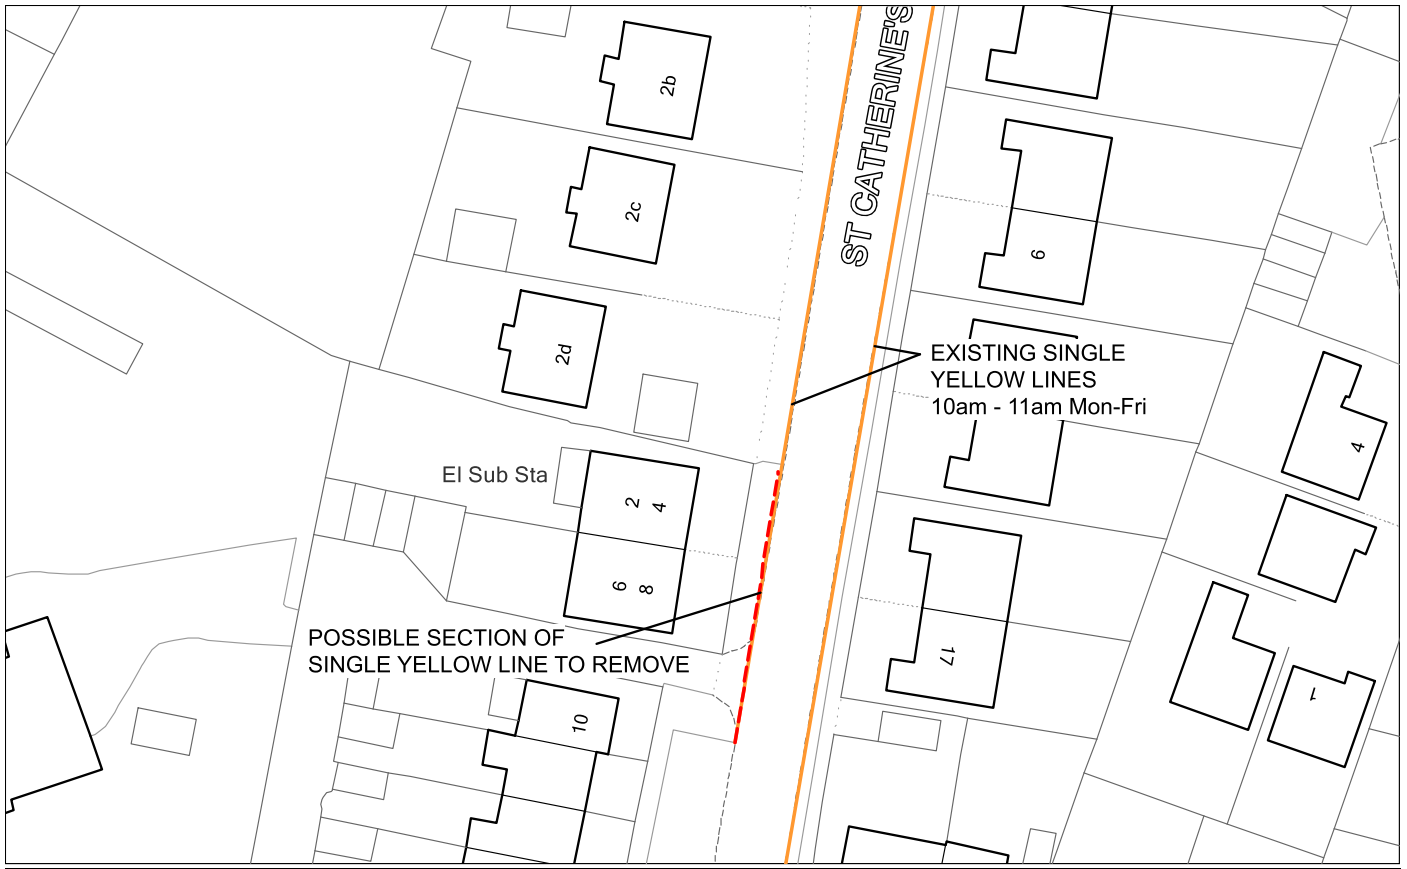 2b
ST CATHERINE'S
2c
6
2d
EXISTING SINGLE
YELLOW LINES
10am - 11am Mon-Fri
4
El Sub Sta
2 4
6 8
POSSIBLE SECTION OF
SINGLE YELLOW LINE TO REMOVE
17
1
10